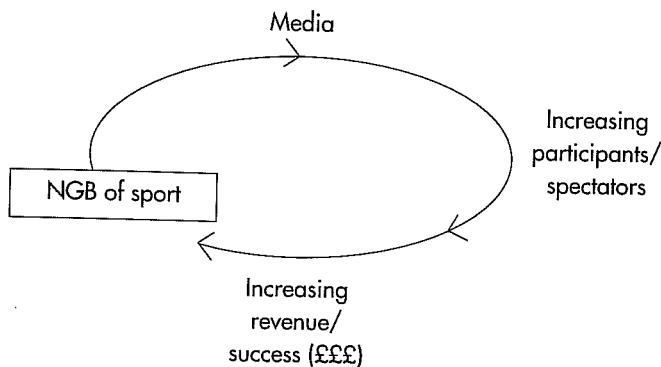 Media
Increasing
participants/
spectators
NGB of sport
Increasing
revenue/
success (£££)